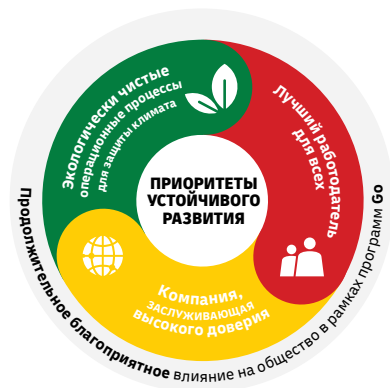 Экологически чистые
операционные процессы
для защиты климата
Лучший работодатель
для всех
ПРИОРИТЕТЫ
УСТОЙЧИВОГО
РАЗВИТИЯ
Компания,
ЗАСЛУЖИВАЮЩАЯ
высокого доверия
Продолжительное благоприятное влияние на общество в рамках программ Go